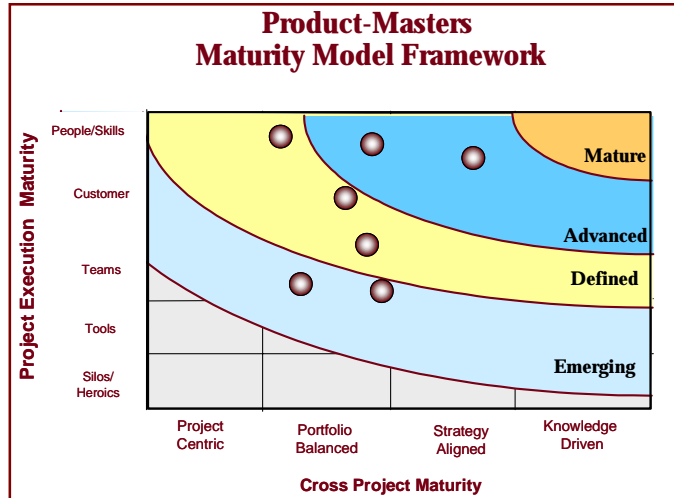 Product-Masters
Maturity Model Framework
Project Execution Maturity
People/Skills
Customer
Teams
Tools
Silos/
Heroics
Mature
Advanced
Defined
Emerging
Project
Centric
Portfolio
Balanced
Strategy
Aligned
Knowledge
Driven
Cross Project Maturity